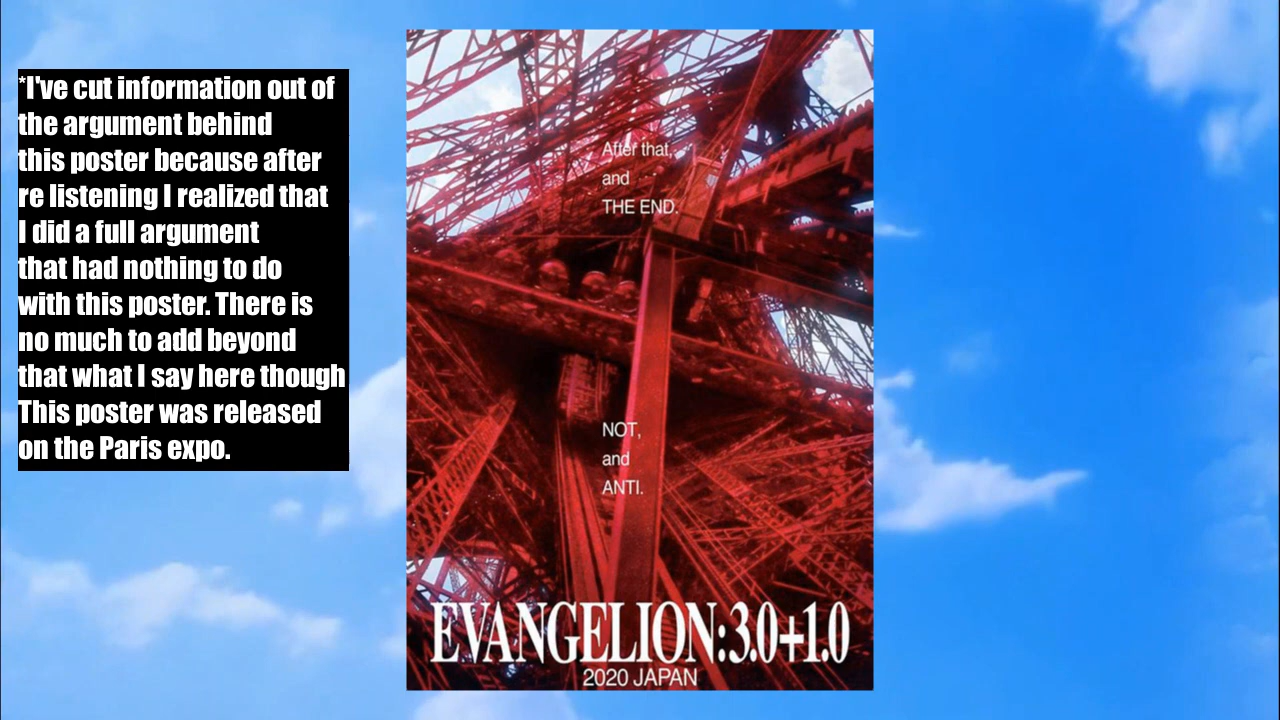 *I've cut information out of
the argument behind
this poster because after
re listening I realized that
I did a full argument
that had nothing to do
with this poster. There is
no much to add beyond
that what I say here though
This poster was released
on the Paris expo.
After that,
and
THE END.
NOT,
and
ANTI.
EVANGELION:3.0+1.0
2020 JAPAN